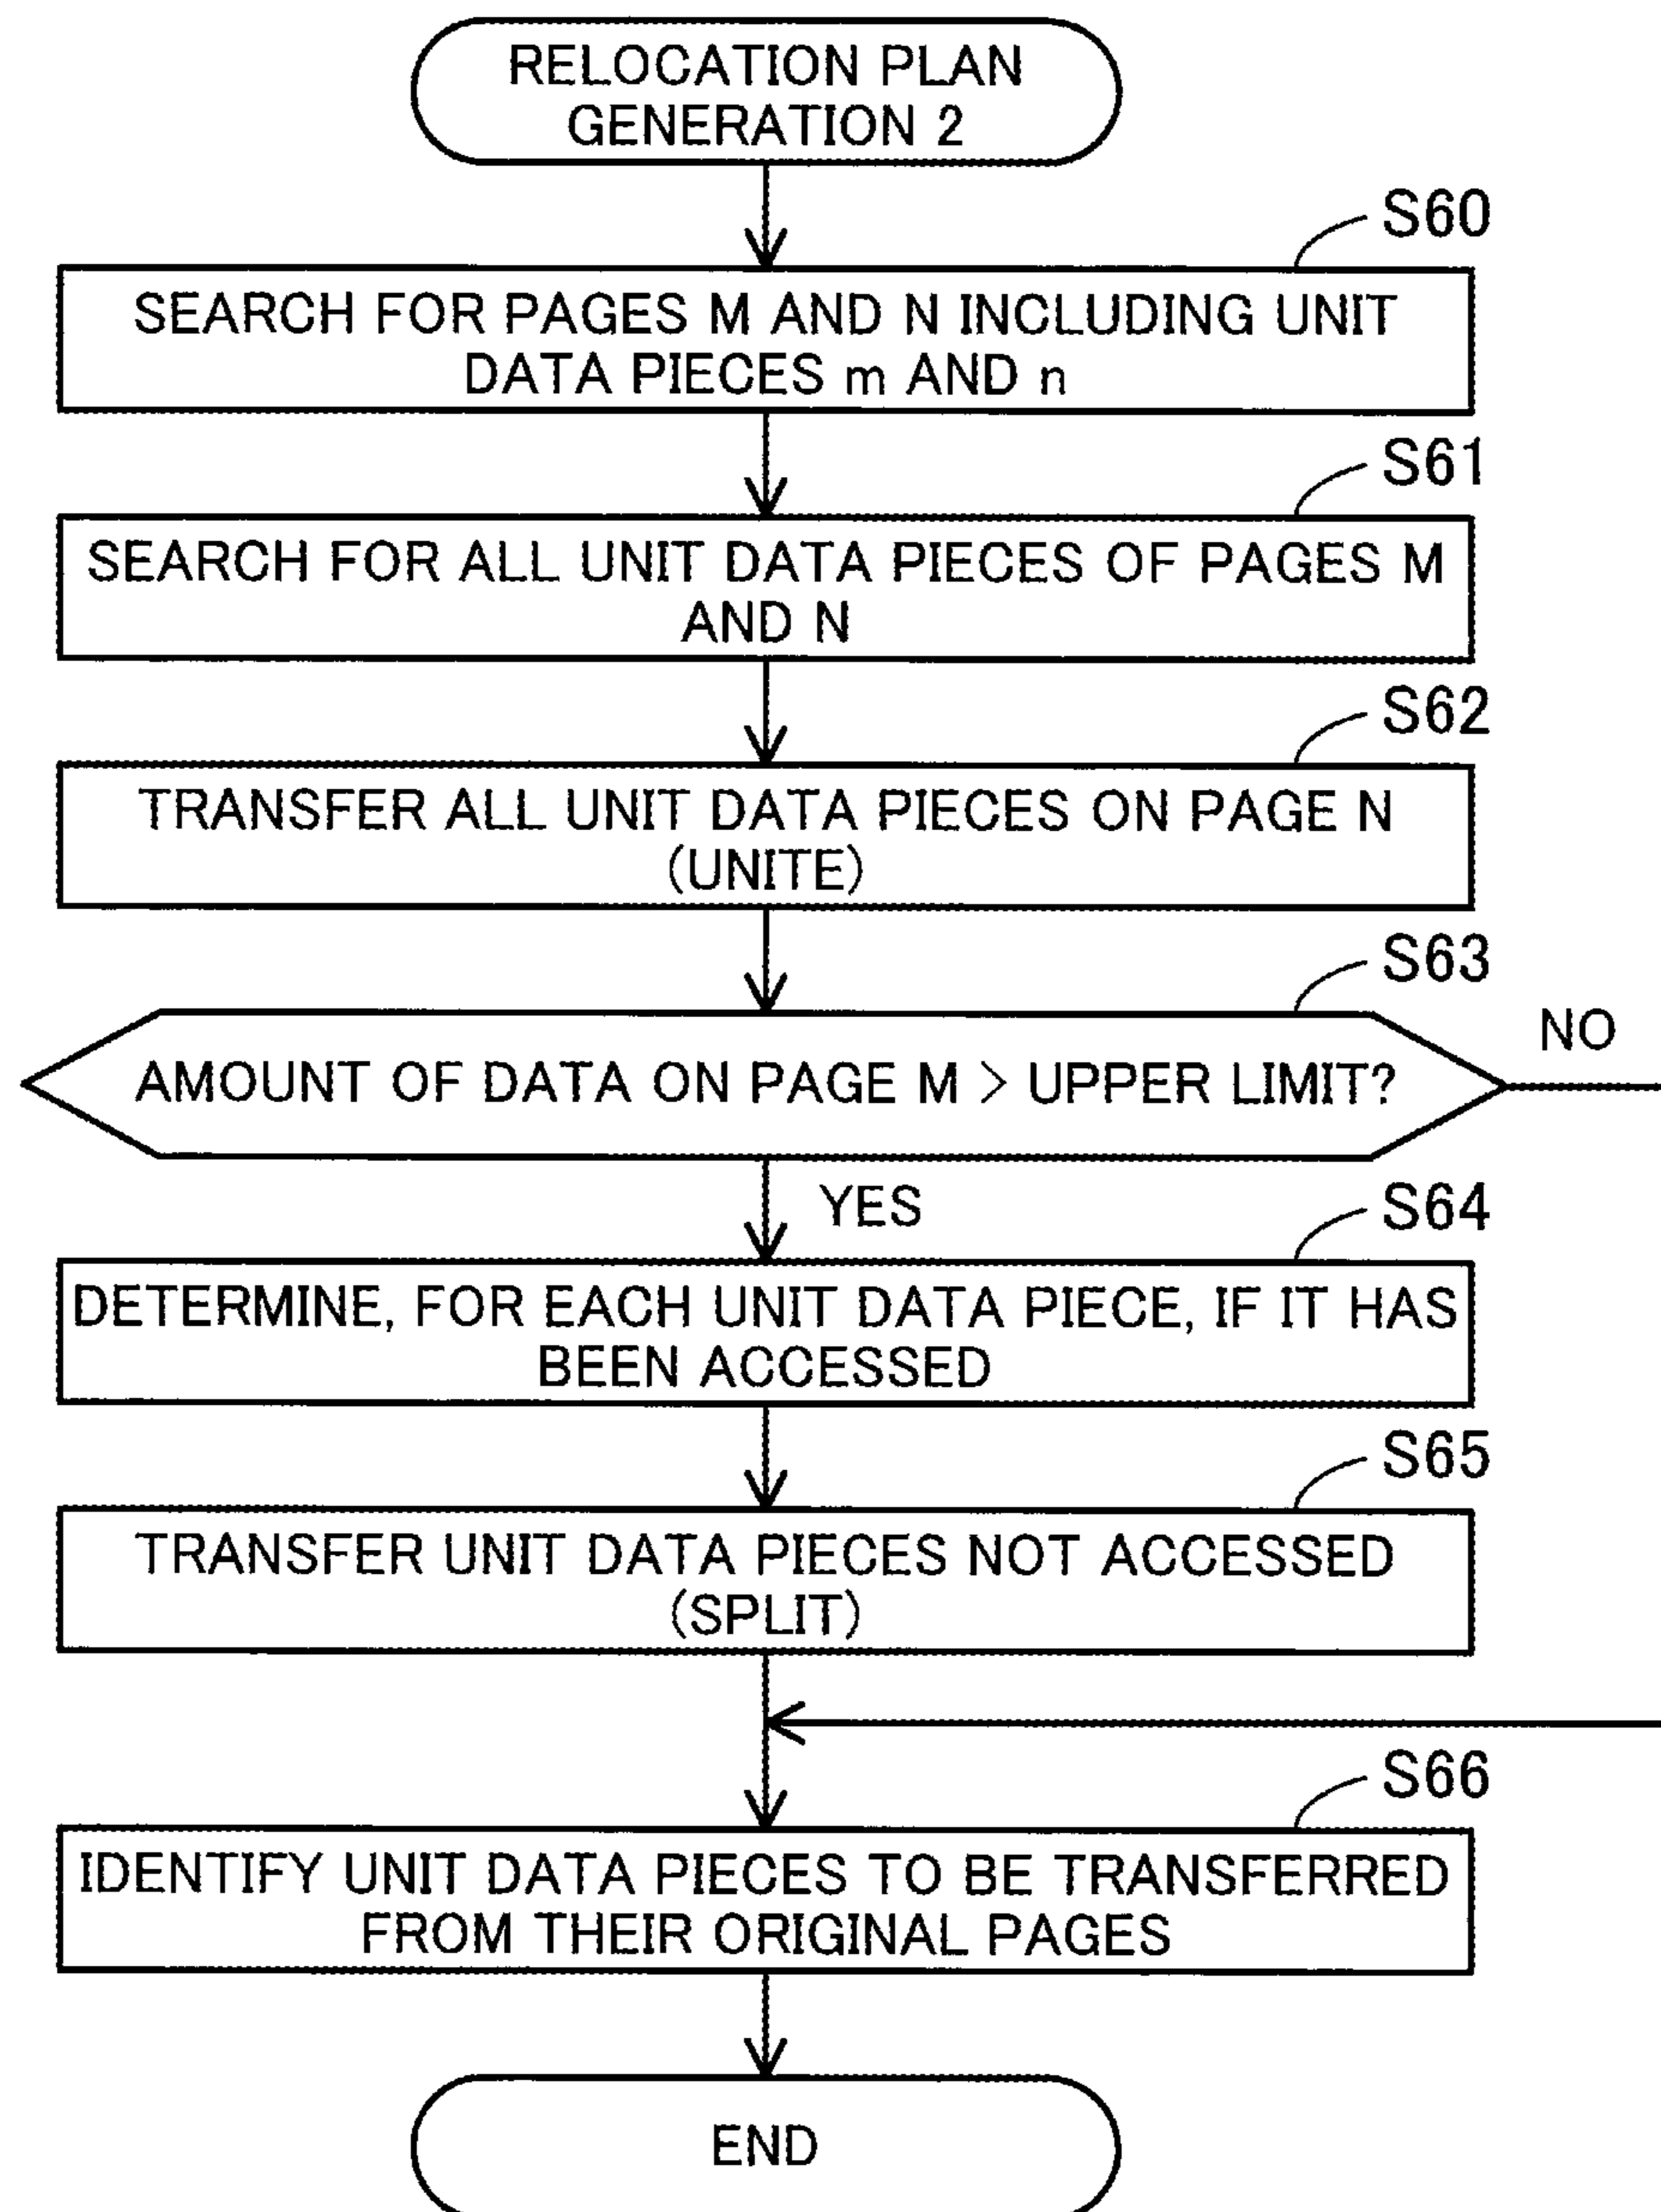 RELOCATION PLAN
GENERATION 2
S60
SEARCH FOR PAGES M AND N INCLUDING UNIT
DATA PIECES m AND n
S61
SEARCH FOR ALL UNIT DATA PIECES OF PAGES M
AND N
S62
TRANSFER ALL UNIT DATA PIECES ON PAGE N
(UNITE)
S63
NO
AMOUNT OF DATA ON PAGE M > UPPER LIMIT?
YES
S64
DETERMINE, FOR EACH UNIT DATA PIECE, IF IT HAS
BEEN ACCESSED
S65
TRANSFER UNIT DATA PIECES NOT ACCESSED
(SPLIT)
S66
IDENTIFY UNIT DATA PIECES TO BE TRANSFERRED
FROM THEIR ORIGINAL PAGES
END